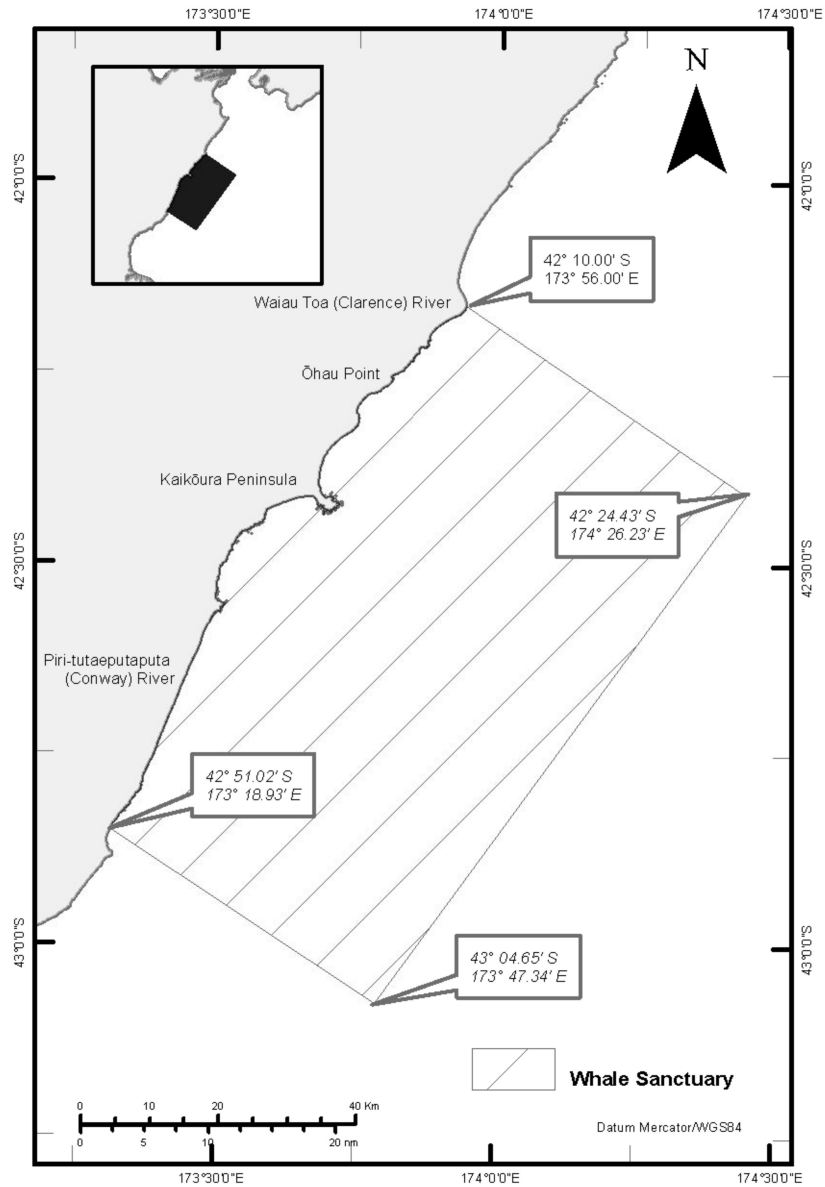 173°30'0"E
174°0'0"E
174°30'0"E
N
42°0'0"S
42°0'0"S
42° 10.00' S
173° 56.00' E
Waiau Toa (Clarence) River
Ōhau Point
Kaikōura Peninsula
42° 24.43' S
174° 26.23' E
42°30'0"S
42°30'0"S
Piri-tutaeputaputa
(Conway) River
42° 51.02' S
173° 18.93' E
43°0'0"S
43°0'0"S
43° 04.65' S
173° 47.34' E
Whale Sanctuary
0 10 20 40 Km
0 5 10 20 nm
Datum Mercator/WGS84
173°30'0"E
174°0'0"E
174°30'0"E